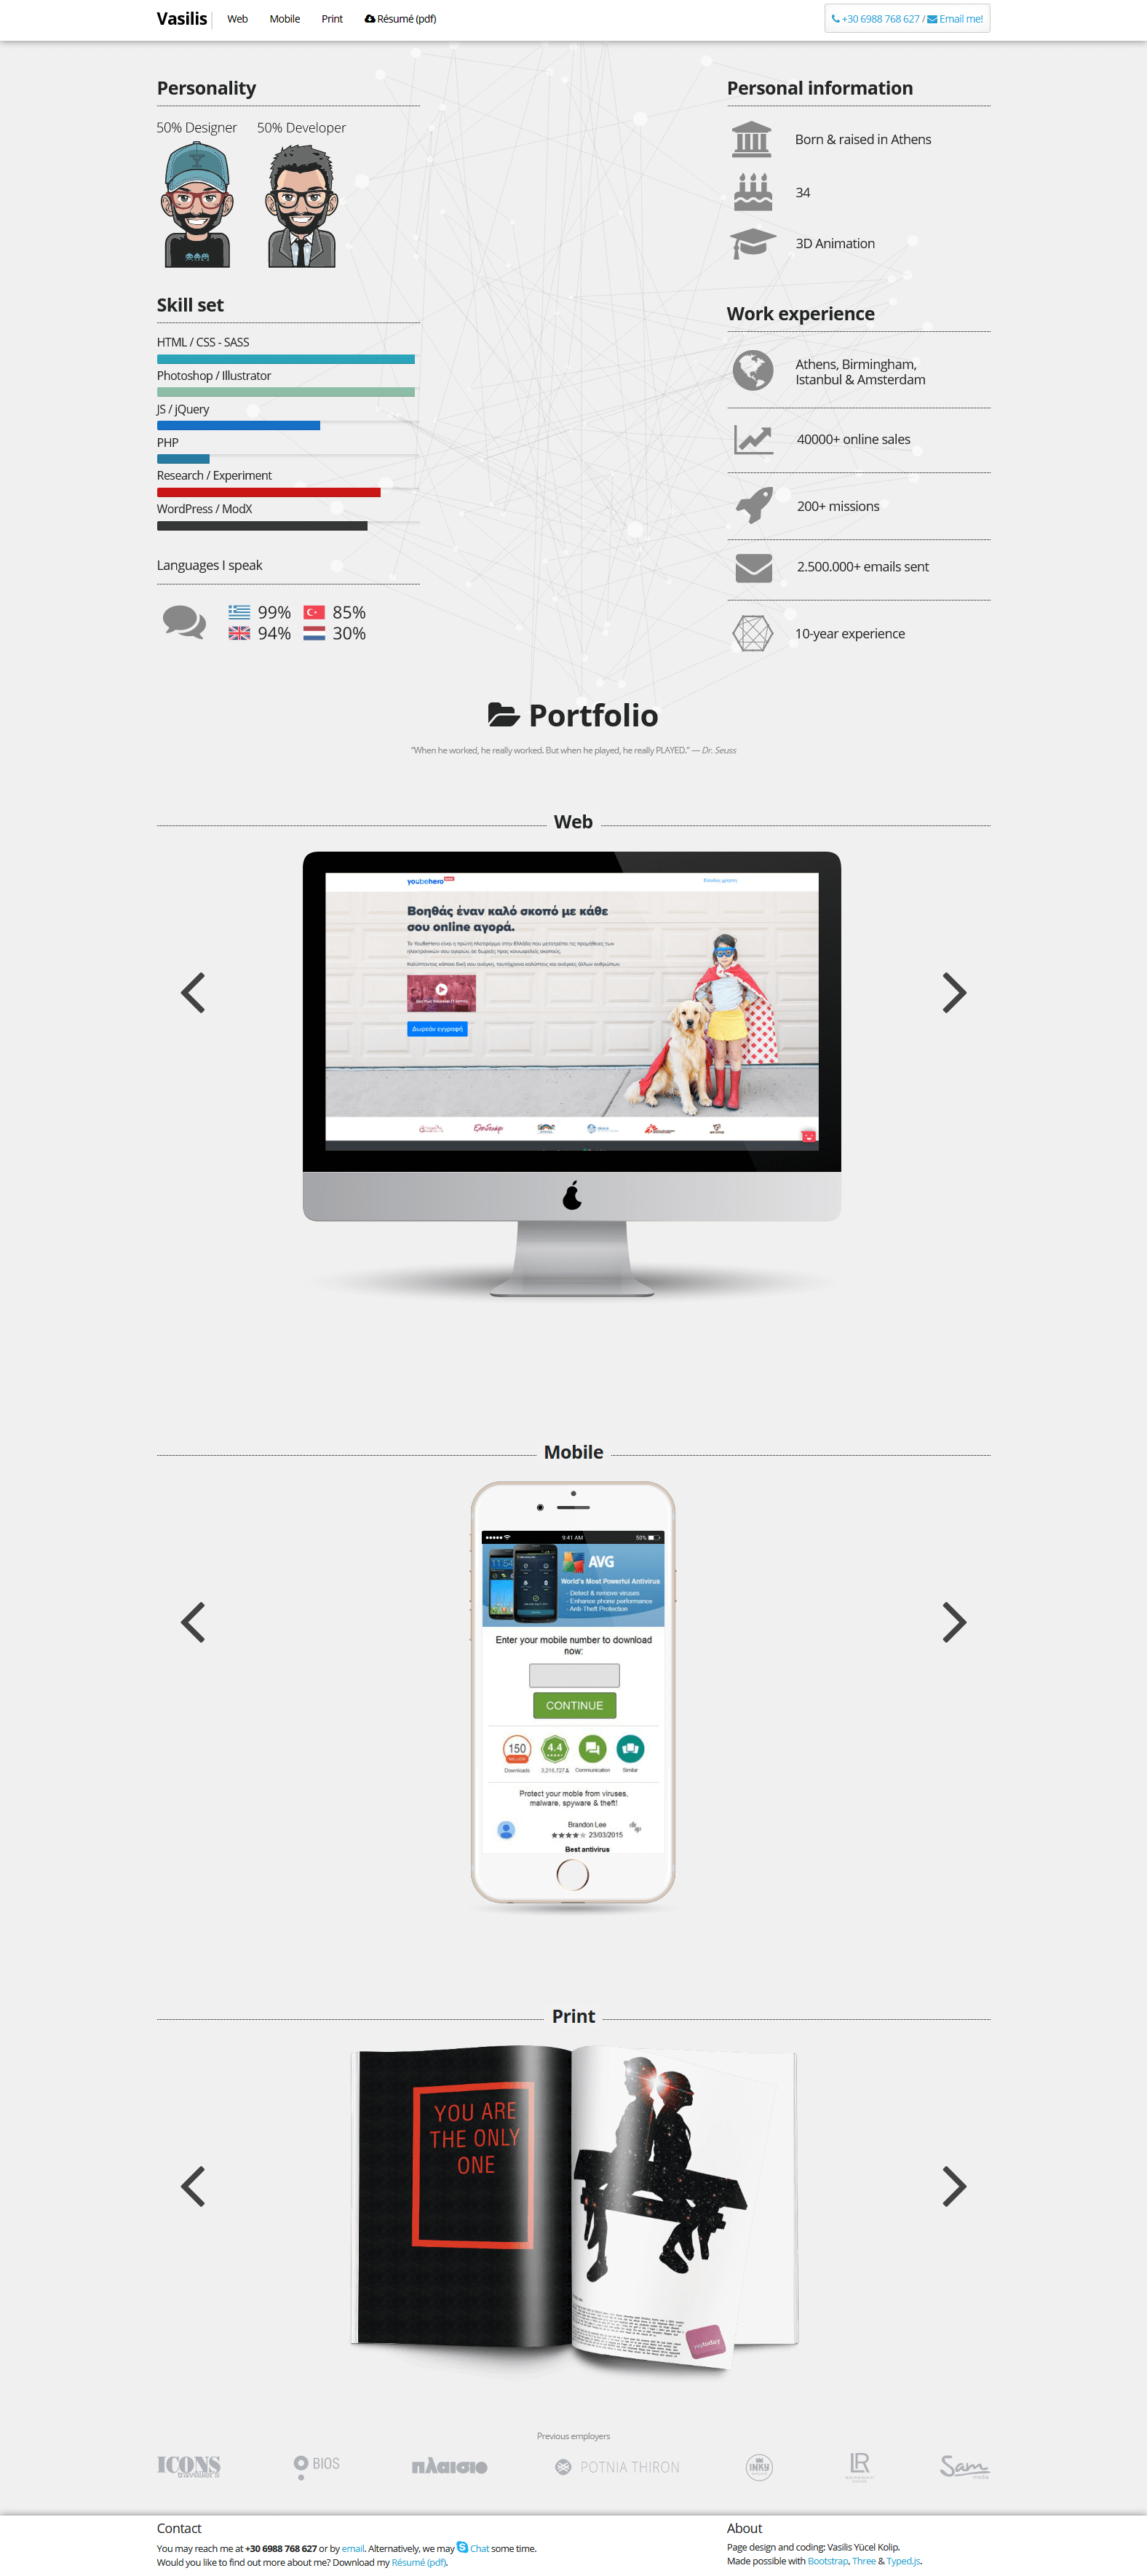 Vasilis
Web
Mobile
Print
Résumé (pdf)
+30 6988 768 627 / Email me!
Personality
50% Designer
50% Developer
Skill set
HTML / CSS - SASS
Photoshop / Illustrator
JS / jQuery
PHP
Research / Experiment
WordPress / ModX
Languages I speak
99% 85%
94% 30%
Personal information
Born & raised in Athens
34
3D Animation
Work experience
Athens, Birmingham,
Istanbul & Amsterdam
40000+ online sales
200+ missions
2.500.000+ emails sent
10-year experience
Portfolio
"When he worked, he really worked. But when he played, he really PLAYED." — Dr. Seuss
Web
youbehero
Βοηθάς έναν καλό σκοπό με κάθε
σου online αγορά.
Δωρεάν εγγραφή
Mobile
9:41 AM
50%
AVG
World's Most Powerful Antivirus
- Detect & remove viruses
- Enhance phone performance
- Anti-Theft Protection
Enter your mobile number to download
now:
CONTINUE
150
4.4
Downloads
3,216,727
Communication
Similar
Protect your moble from viruses,
malware, spyware & theft!
Brandon Lee
23/03/2015
Best antivirus
Print
YOU ARE
THE ONLY
ONE
Previous employers
ICONS
travellers
BIOS
πλαισιο
POTNIA THIRON
INKY
LR
Sam
media
Contact
You may reach me at +30 6988 768 627 or by email. Alternatively, we may Chat some time.
Would you like to find out more about me? Download my Résumé (pdf).
About
Page design and coding: Vasilis Yücel Kolip.
Made possible with Bootstrap, Three & Typed.js.